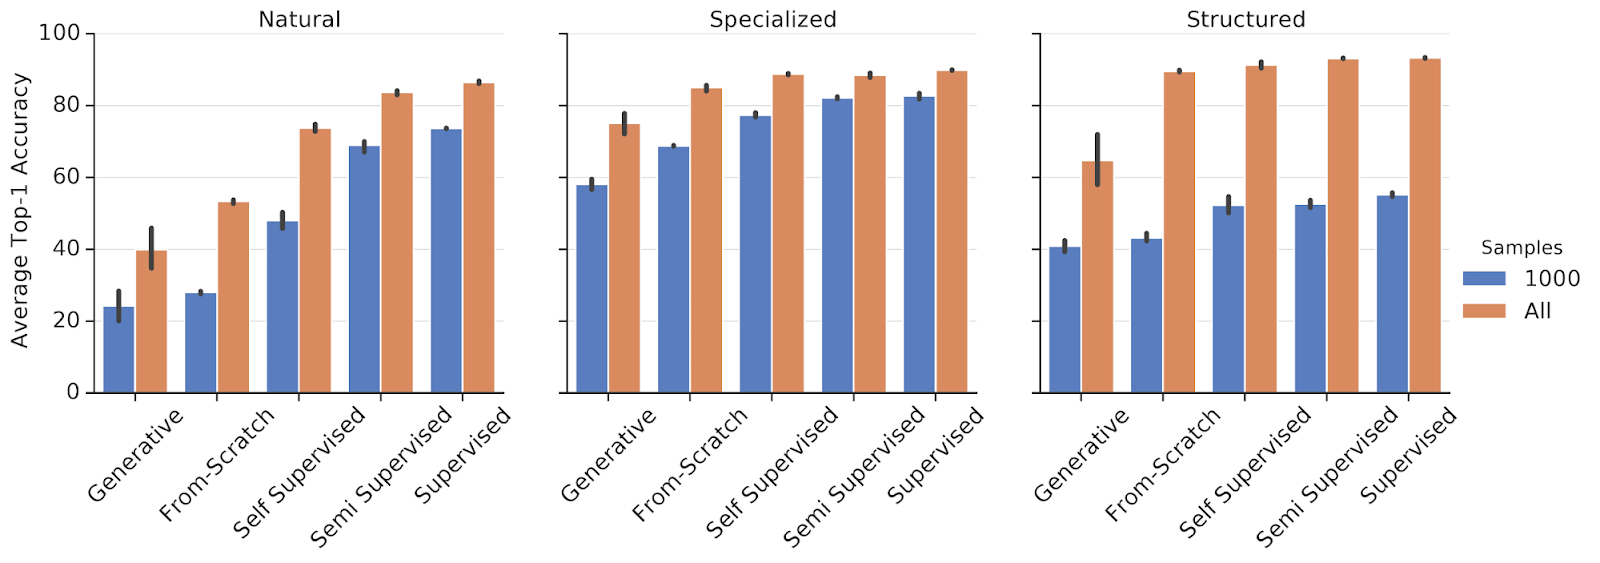 Natural
Specialized
Structured
Average Top-1 Accuracy
100
80
60
40
20
0
Generative
From-Scratch
Self Supervised
Semi Supervised
Supervised
Generative
From-Scratch
Self Supervised
Semi Supervised
Supervised
Generative
From-Scratch
Self Supervised
Semi Supervised
Supervised
Samples
1000
All